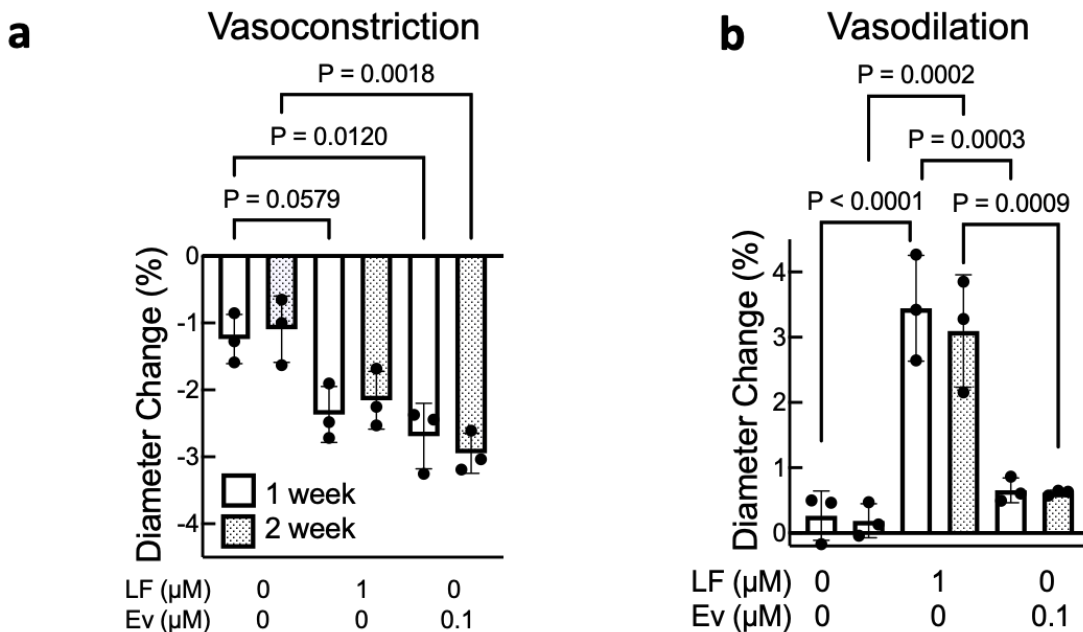 a
Vasoconstriction
P = 0.0018
P = 0.0120
P = 0.0579
Diameter Change (%)
0
-1
-2
-3
-4
1 week
2 week
LF (µM) 0 1 0
Ev (µM) 0 0 0.1
b
Vasodilation
P = 0.0002
P = 0.0003
P < 0.0001 P = 0.0009
Diameter Change (%)
4
3
2
1
0
LF (µM) 0 1 0
Ev (µM) 0 0 0.1